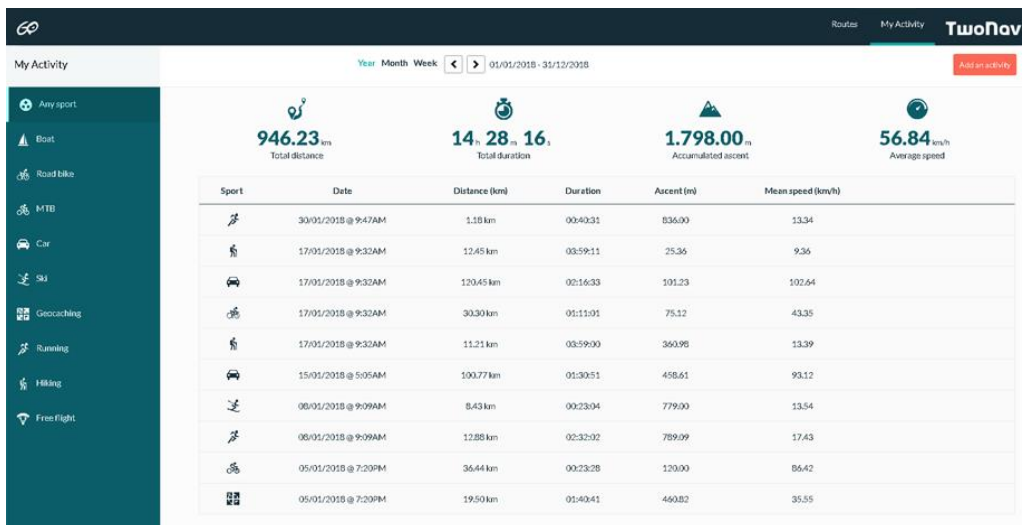 GO
Routes My Activity TwoNav
My Activity
Year Month Week 01/01/2018 - 31/12/2018
Add an activity
Any sport
Boat
Road bike
MTB
Car
Ski
Geocaching
Running
Hiking
Free flight
946.23 km
Total distance
14 h 28 m 16 s
Total duration
1.798.00 m
Accumulated ascent
56.84 km/h
Average speed
Sport Date Distance (km) Duration Ascent (m) Mean speed (km/h)
30/01/2018 @ 9:47AM 1.18 km 00:40:31 836.00 13.34
17/01/2018 @ 9:32AM 12.45 km 03:59:11 25.36 9.36
17/01/2018 @ 9:32AM 120.45 km 02:16:33 101.23 102.64
17/01/2018 @ 9:32AM 30.30 km 01:11:01 75.12 43.35
17/01/2018 @ 9:32AM 11.21 km 03:59:00 360.98 13.39
15/01/2018 @ 5:05AM 100.77 km 01:30:51 458.61 93.12
08/01/2018 @ 9:09AM 8.43 km 00:23:04 779.00 13.54
08/01/2018 @ 9:09AM 12.88 km 02:32:02 789.09 17.43
05/01/2018 @ 7:20PM 36.44 km 00:23:28 120.00 86.42
05/01/2018 @ 7:20PM 19.50 km 01:40:41 460.82 35.55